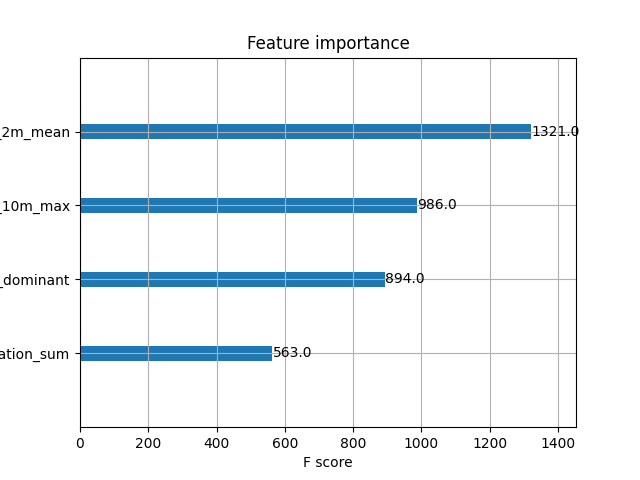 Feature importance
_2m_mean
1321.0
_10m_max
986.0
_dominant
894.0
ation_sum
563.0
0 200 400 600 800 1000 1200 1400
F score